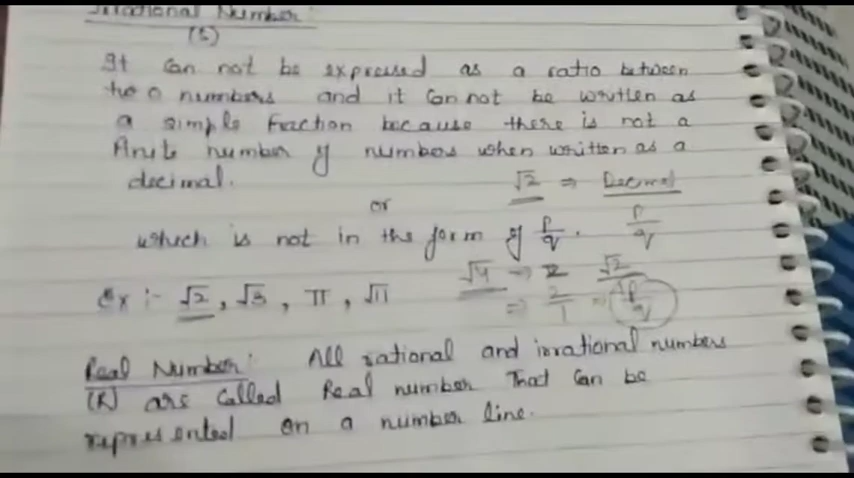 Irrational Number:
(S)
It can not be expressed as a ratio between
two numbers and it can not be written as
a simple fraction because there is not a
finite number of numbers when written as a
decimal.
√2 ⇒ Decimal
or
which is not in the form of p/q. p/q
Ex :- √2, √3, π, √11
√4 → 2 √2
⇒ 2/1 ⇒ p/q
Real Number: All rational and irrational numbers
(R) are called Real number That can be
represented on a number line.